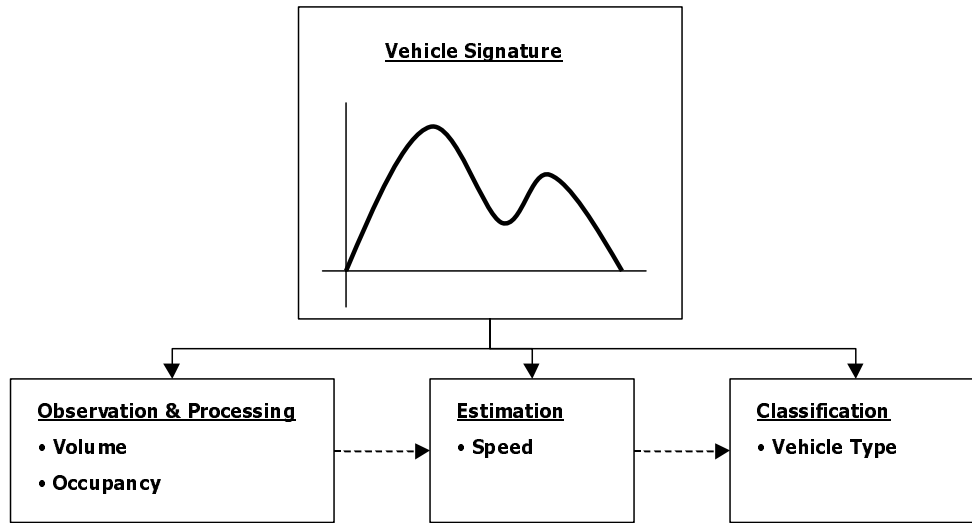 Vehicle Signature
Observation & Processing
• Volume
• Occupancy
Estimation
• Speed
Classification
• Vehicle Type